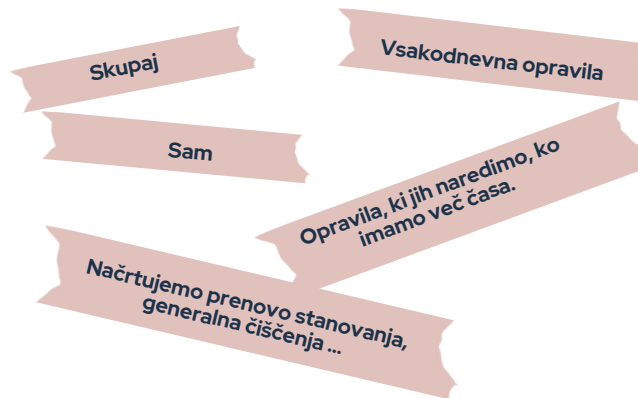 Skupaj
Vsakodnevna opravila
Sam
Opravila, ki jih naredimo, ko
imamo več časa.
Načrtujemo prenovo stanovanja,
generalna čiščenja ...